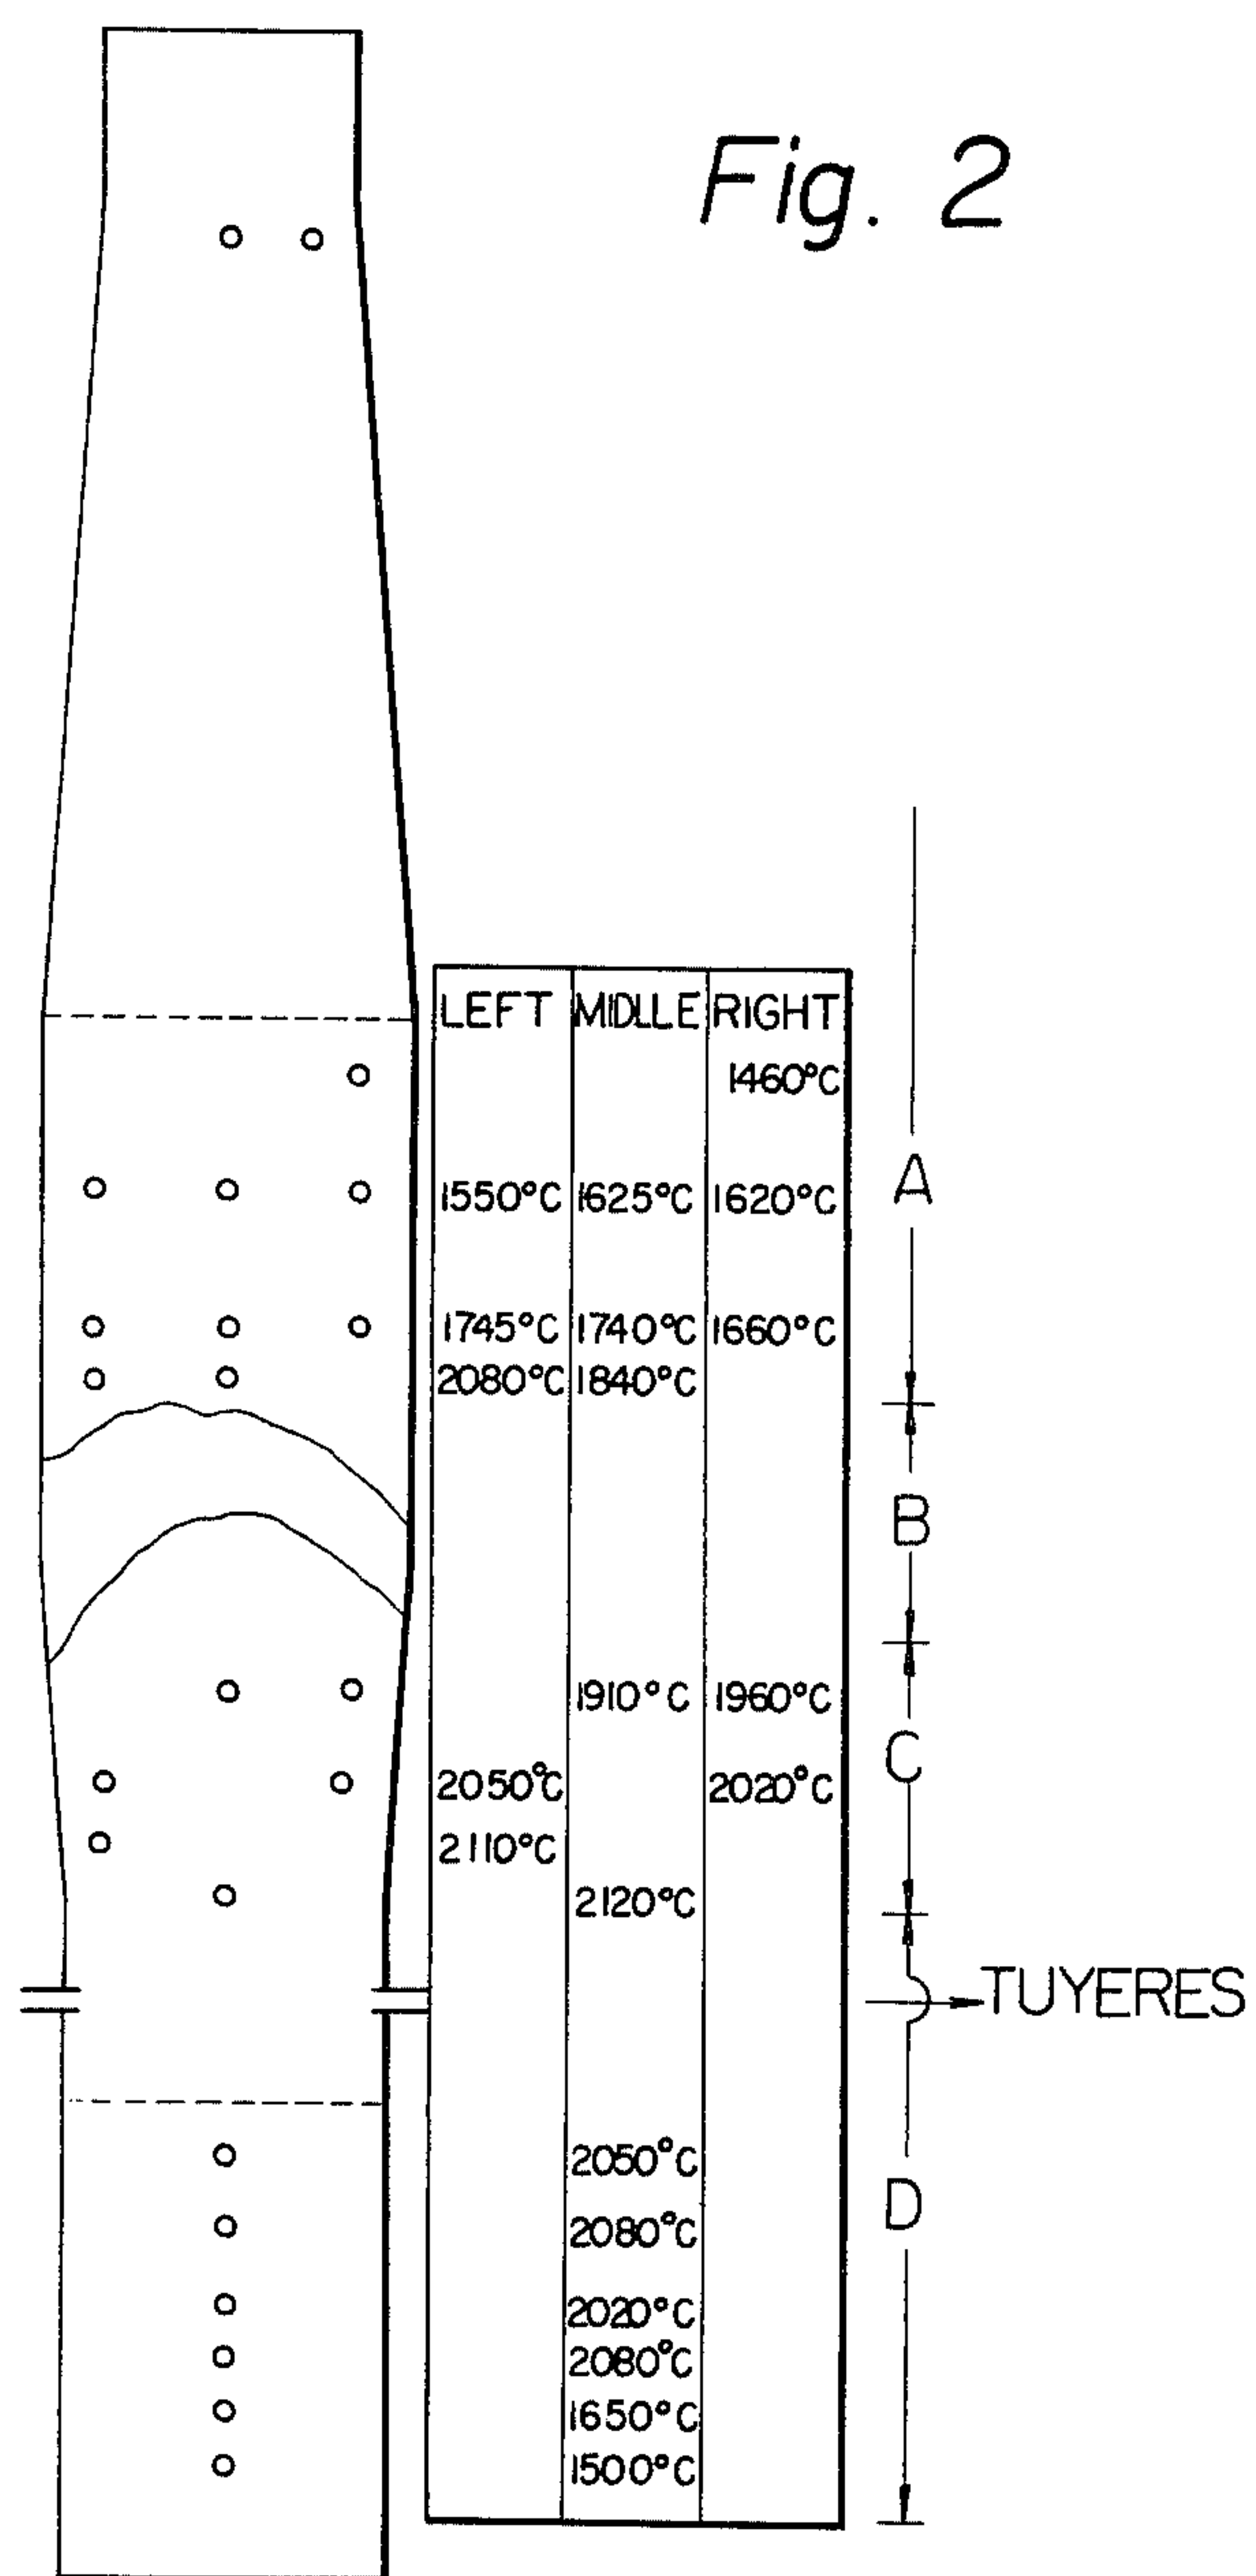 Fig. 2
LEFT MIDLLE RIGHT
1460°C
1550°C 1625°C 1620°C
A
1745°C 1740°C 1660°C
2080°C 1840°C
B
1910°C 1960°C
C
2050°C 2020°C
2110°C
2120°C
TUYERES
2050°C
D
2080°C
2020°C
2080°C
1650°C
1500°C